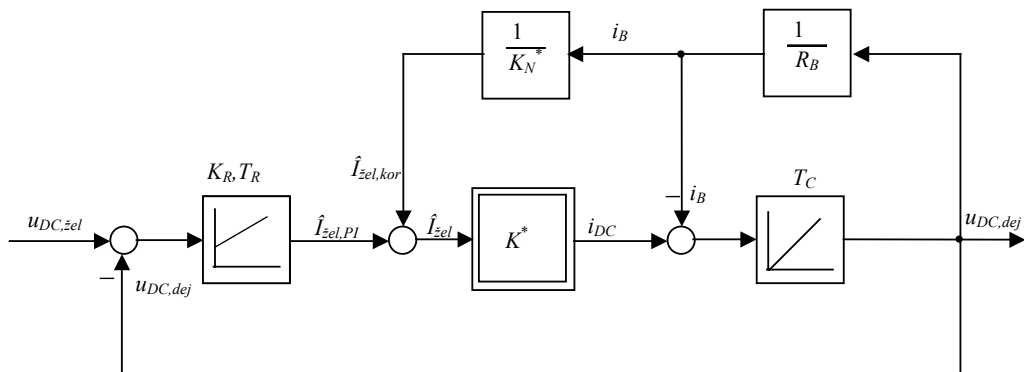 1
K_N^*
i_B
1
R_B
Î_žel,kor
K_R,T_R
T_C
– i_B
u_DC,žel
Î_žel,PI
Î_žel
K^*
i_DC
u_DC,dej
–
u_DC,dej